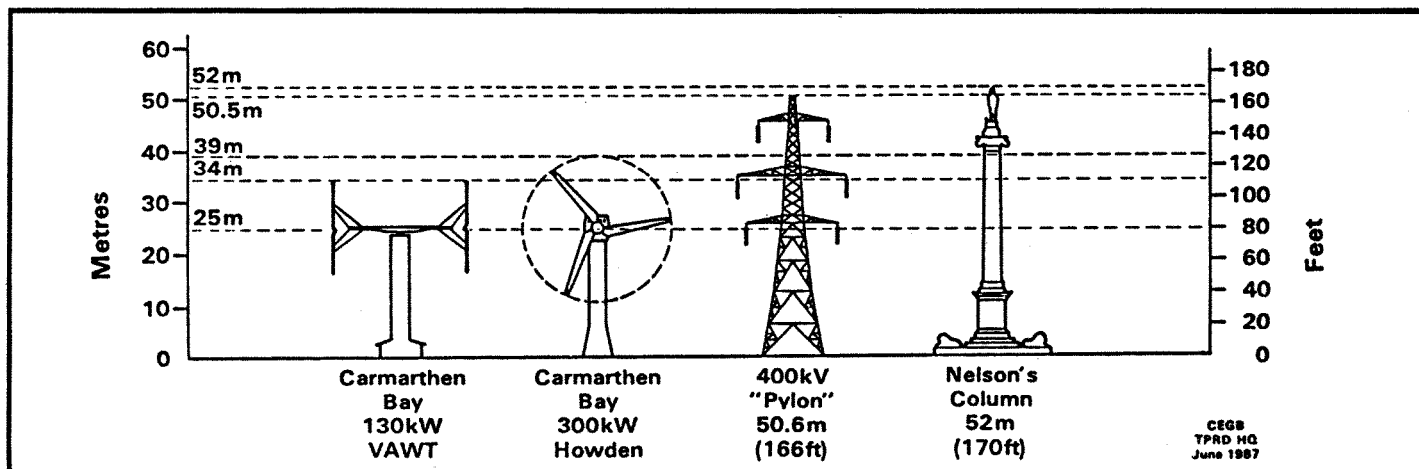 Metres
60
50
40
30
20
10
0
52m
50.5m
39m
34m
25m
Feet
180
160
140
120
100
80
60
40
20
0
Carmarthen
Bay
130kW
VAWT
Carmarthen
Bay
300kW
Howden
400kV
"Pylon"
50.6m
(166ft)
Nelson's
Column
52m
(170ft)
CEGB
TPRD HQ
June 1987